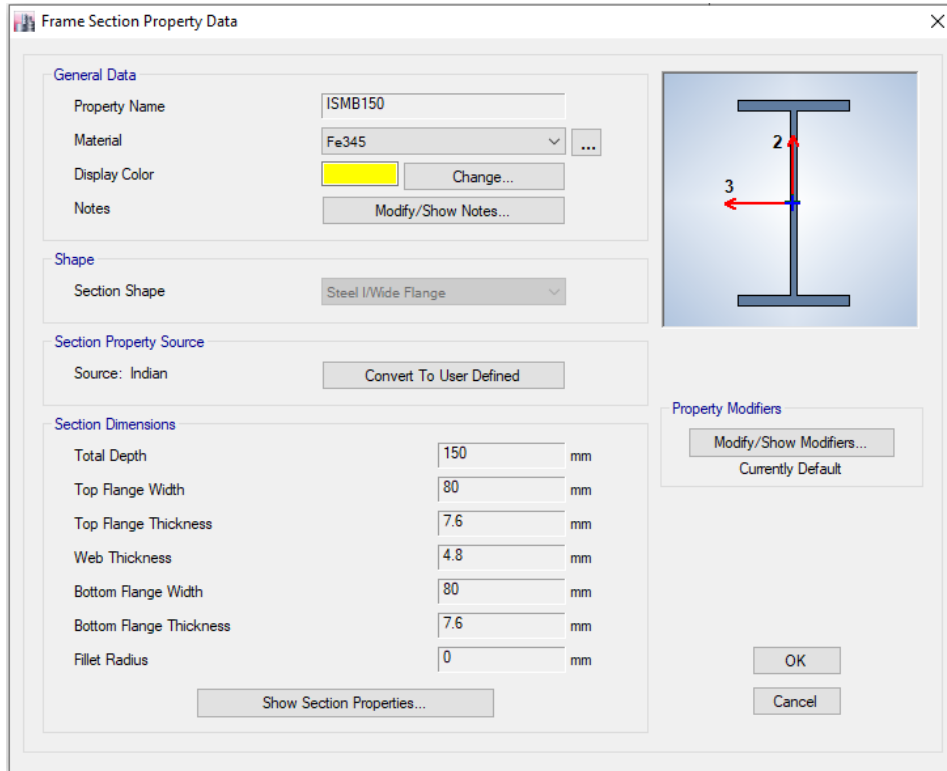 Frame Section Property Data
General Data
Property Name ISMB150
Material Fe345 ...
Display Color Change...
Notes Modify/Show Notes...
Shape
Section Shape Steel I/Wide Flange
Section Property Source
Source: Indian Convert To User Defined
Section Dimensions
Total Depth 150 mm
Top Flange Width 80 mm
Top Flange Thickness 7.6 mm
Web Thickness 4.8 mm
Bottom Flange Width 80 mm
Bottom Flange Thickness 7.6 mm
Fillet Radius 0 mm
Show Section Properties...
2
3
Property Modifiers
Modify/Show Modifiers...
Currently Default
OK
Cancel